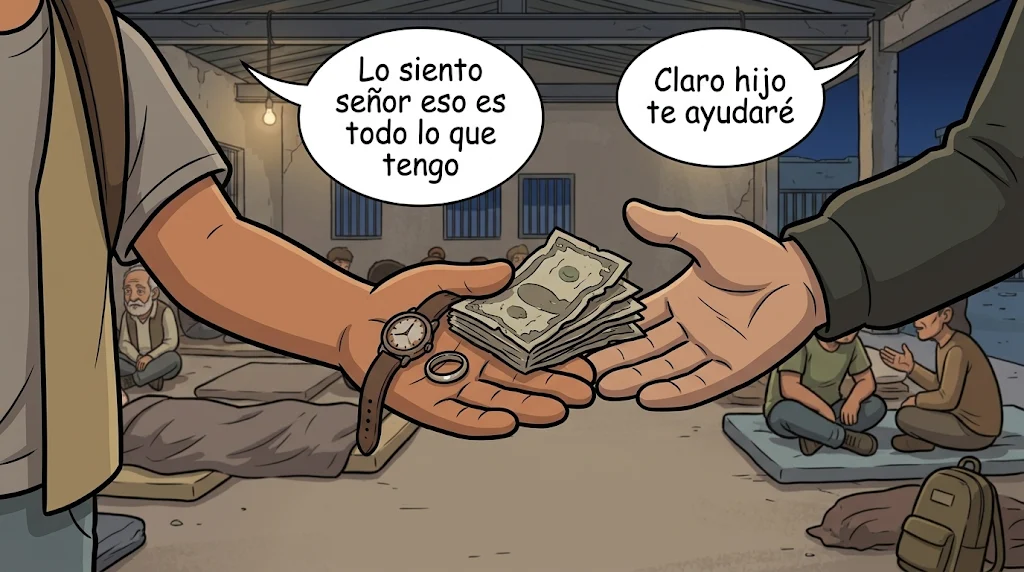 Lo siento
señor eso es
todo lo que
tengo
Claro hijo
te ayudaré